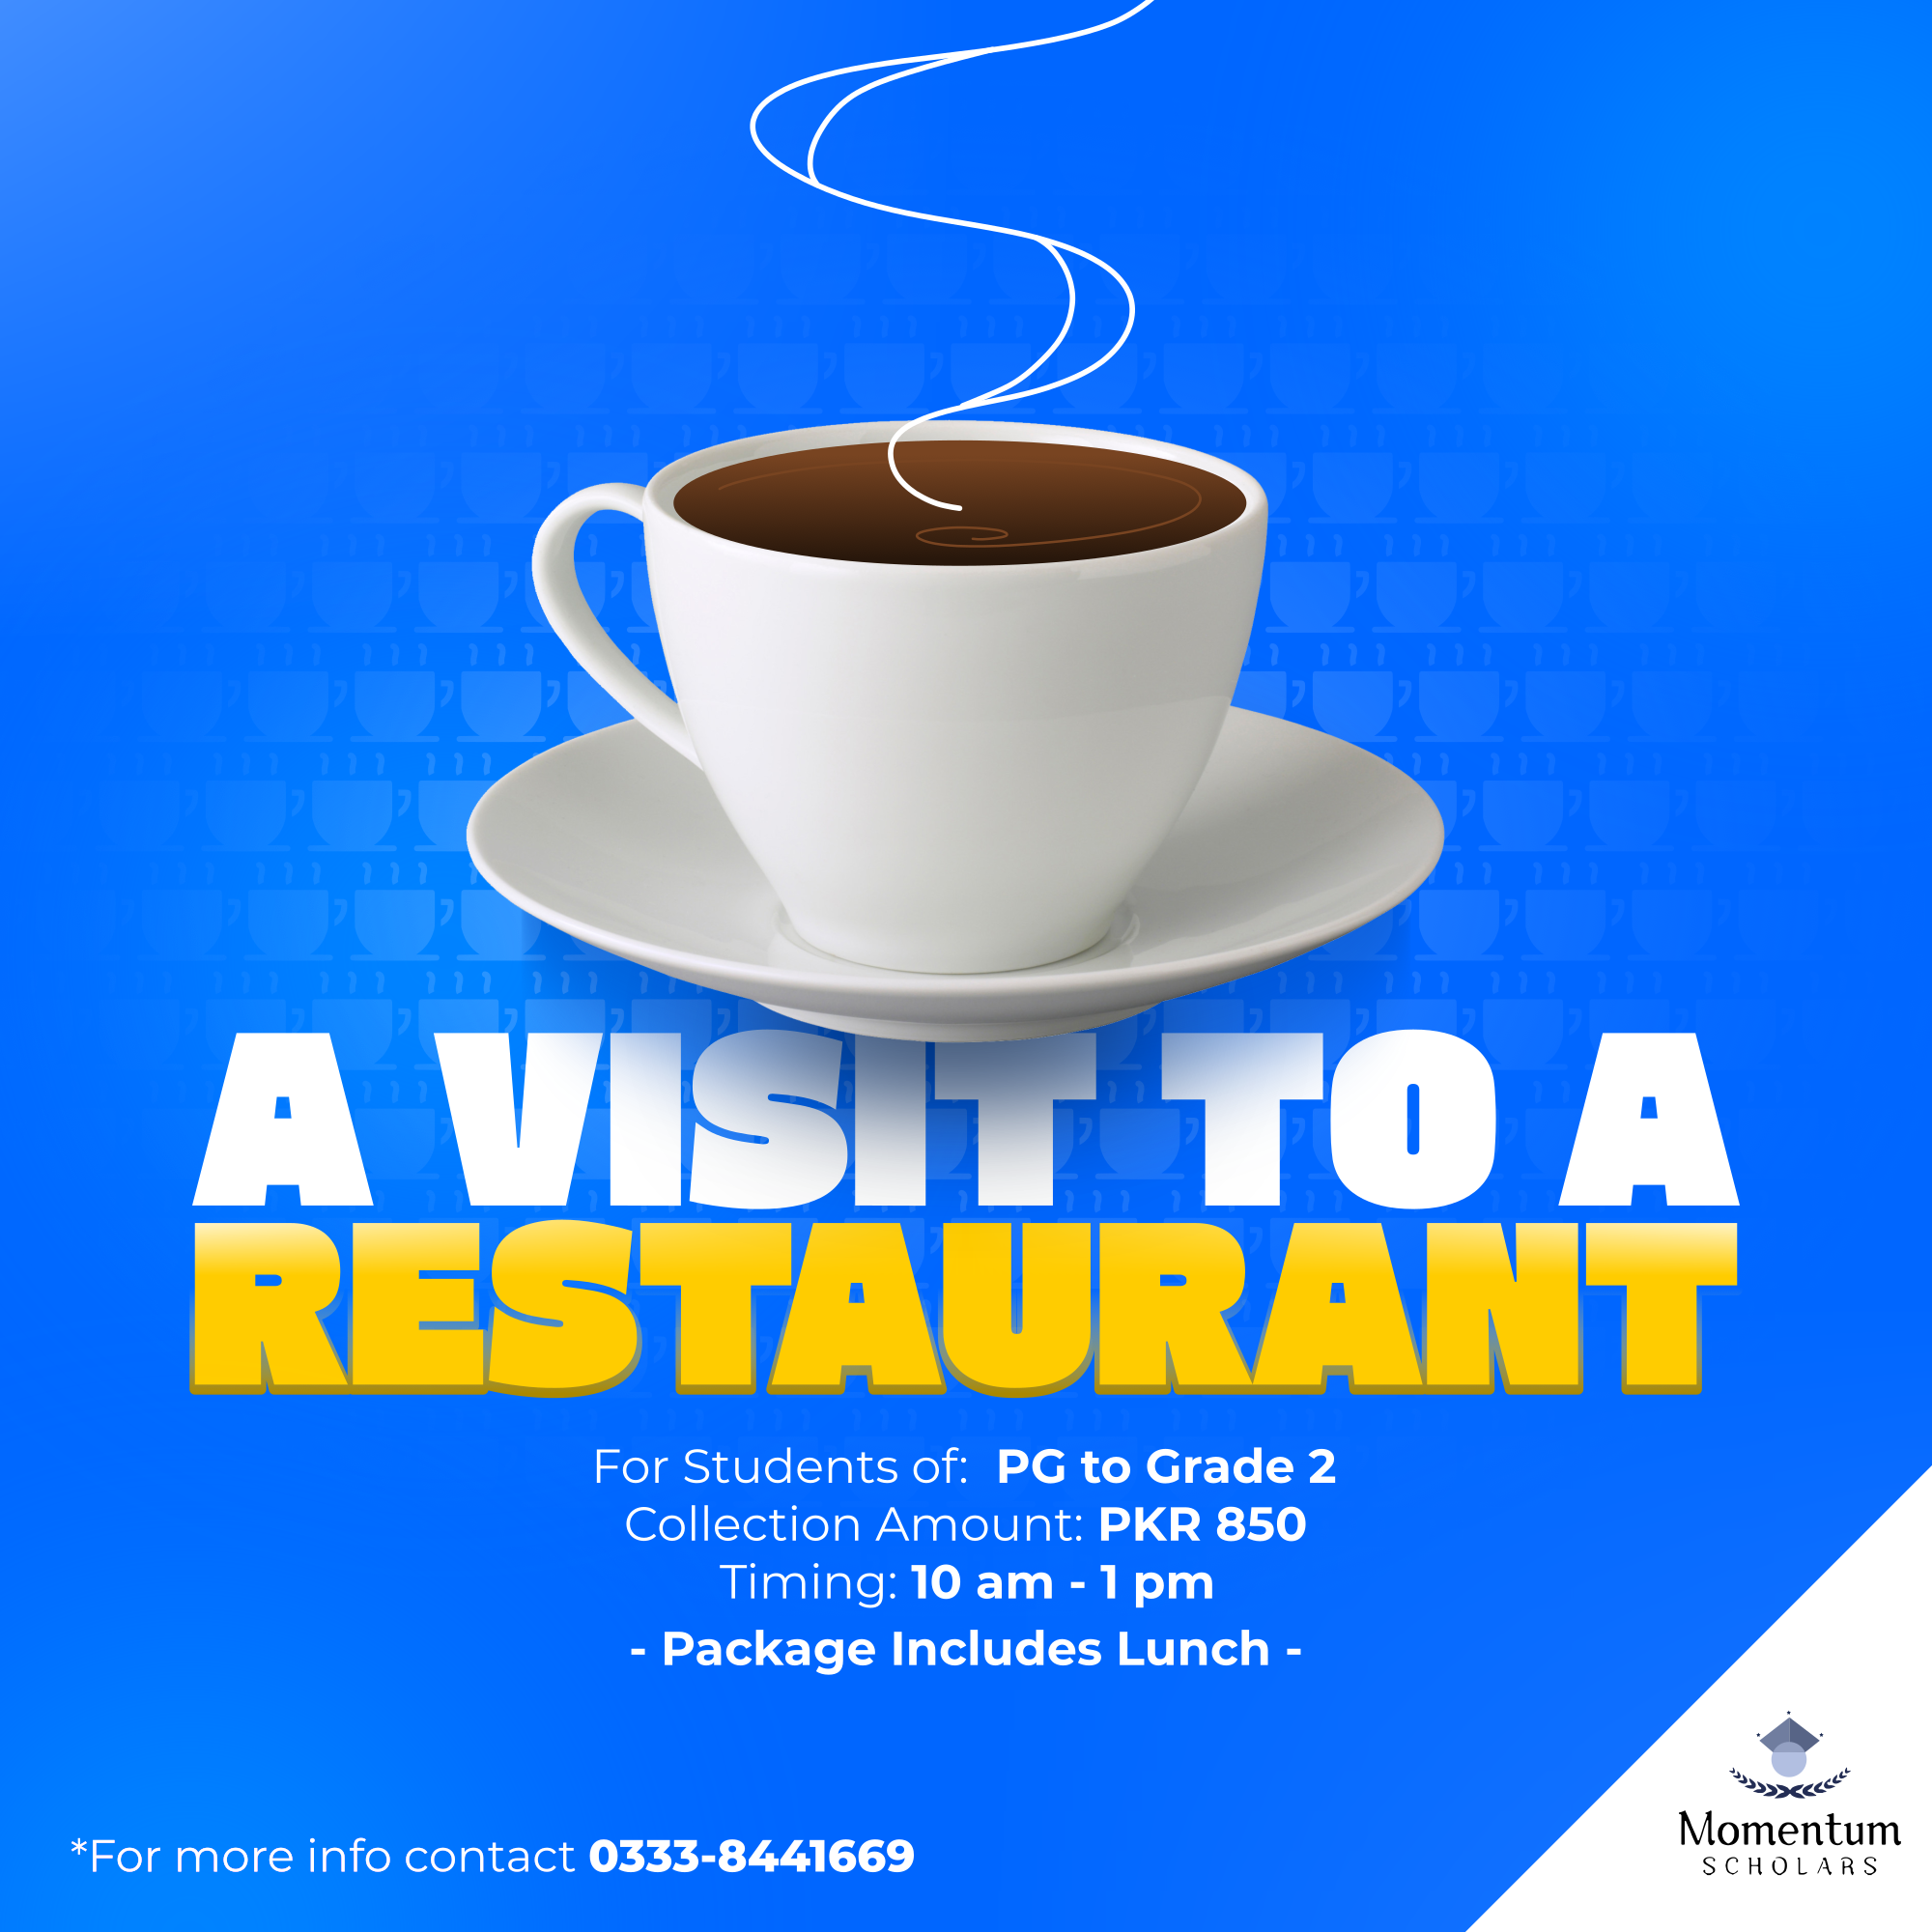 A VISIT TO A
RESTAURANT
For Students of: PG to Grade 2
Collection Amount: PKR 850
Timing: 10 am - 1 pm
- Package Includes Lunch -
*For more info contact 0333-8441669
Momentum
SCHOLARS